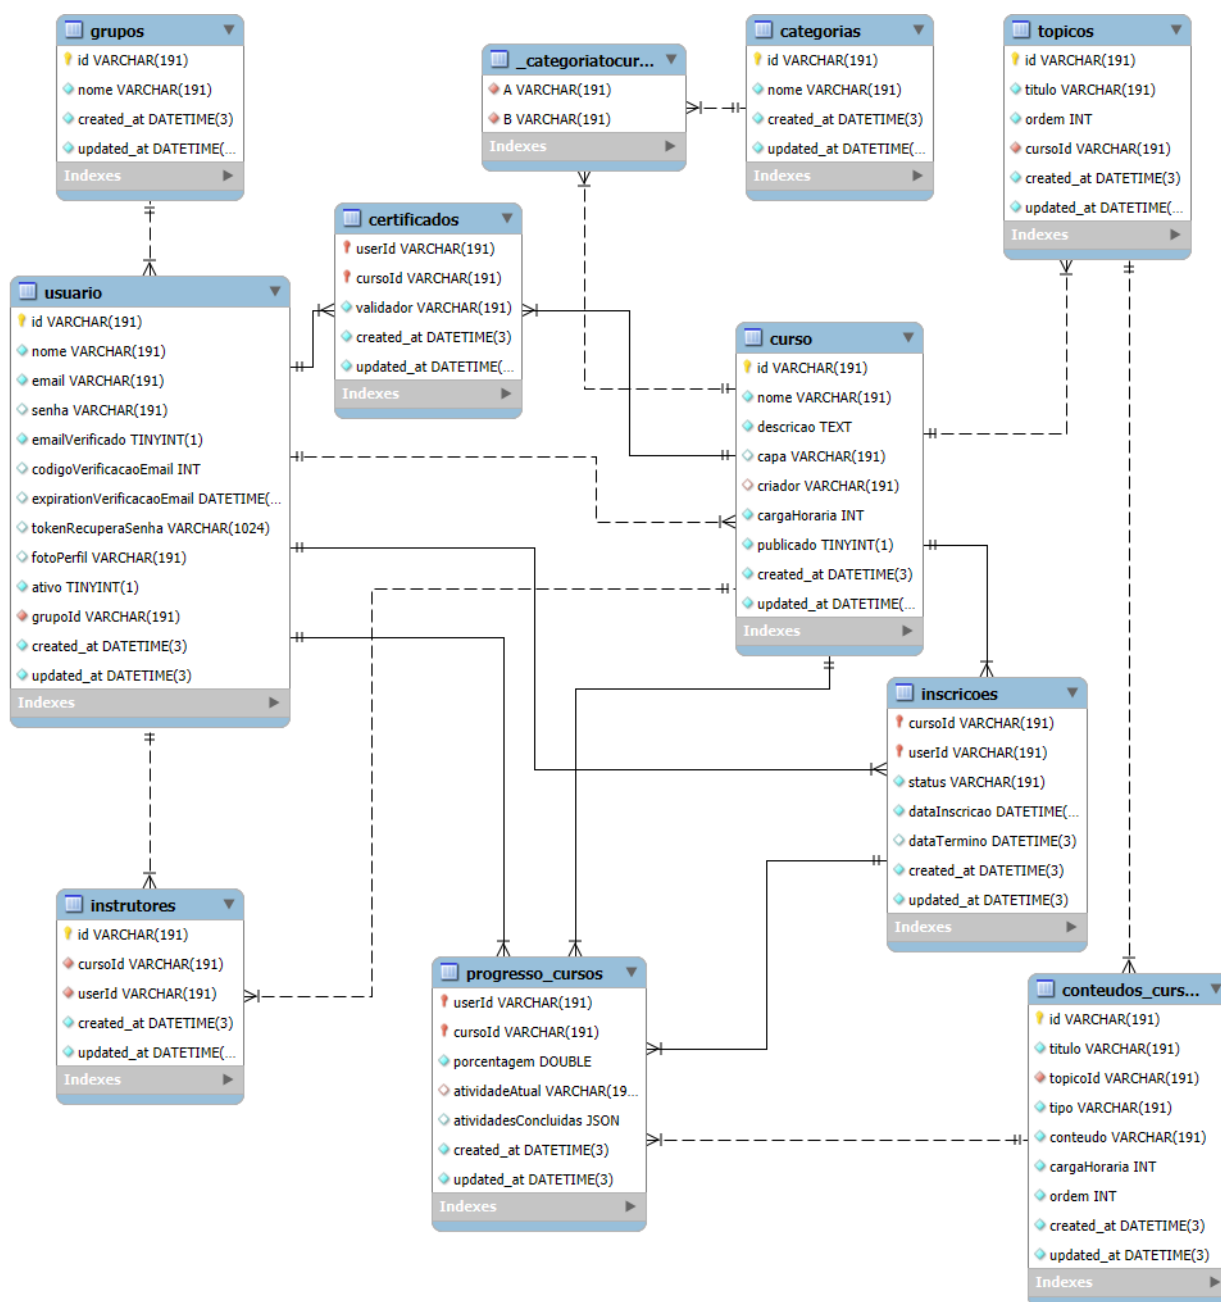 grupos
id VARCHAR(191)
nome VARCHAR(191)
created_at DATETIME(3)
updated_at DATETIME(...
Indexes
_categoriatocur...
A VARCHAR(191)
B VARCHAR(191)
Indexes
categorias
id VARCHAR(191)
nome VARCHAR(191)
created_at DATETIME(3)
updated_at DATETIME(...
Indexes
topicos
id VARCHAR(191)
titulo VARCHAR(191)
ordem INT
cursoId VARCHAR(191)
created_at DATETIME(3)
updated_at DATETIME(...
Indexes
certificados
userId VARCHAR(191)
cursoId VARCHAR(191)
validador VARCHAR(191)
created_at DATETIME(3)
updated_at DATETIME(...
Indexes
usuario
id VARCHAR(191)
nome VARCHAR(191)
email VARCHAR(191)
senha VARCHAR(191)
emailVerificado TINYINT(1)
codigoVerificacaoEmail INT
expirationVerificacaoEmail DATETIME(...
tokenRecuperaSenha VARCHAR(1024)
fotoPerfil VARCHAR(191)
ativo TINYINT(1)
grupoId VARCHAR(191)
created_at DATETIME(3)
updated_at DATETIME(3)
Indexes
curso
id VARCHAR(191)
nome VARCHAR(191)
descricao TEXT
capa VARCHAR(191)
criador VARCHAR(191)
cargaHoraria INT
publicado TINYINT(1)
created_at DATETIME(3)
updated_at DATETIME(...
Indexes
inscricoes
cursoId VARCHAR(191)
userId VARCHAR(191)
status VARCHAR(191)
dataInscricao DATETIME(...
dataTermino DATETIME(3)
created_at DATETIME(3)
updated_at DATETIME(3)
Indexes
instrutores
id VARCHAR(191)
cursoId VARCHAR(191)
userId VARCHAR(191)
created_at DATETIME(3)
updated_at DATETIME(...
Indexes
progresso_cursos
userId VARCHAR(191)
cursoId VARCHAR(191)
porcentagem DOUBLE
atividadeAtual VARCHAR(19...
atividadesConcluidas JSON
created_at DATETIME(3)
updated_at DATETIME(3)
Indexes
conteudos_curs...
id VARCHAR(191)
titulo VARCHAR(191)
topicoId VARCHAR(191)
tipo VARCHAR(191)
conteudo VARCHAR(191)
cargaHoraria INT
ordem INT
created_at DATETIME(3)
updated_at DATETIME(3)
Indexes